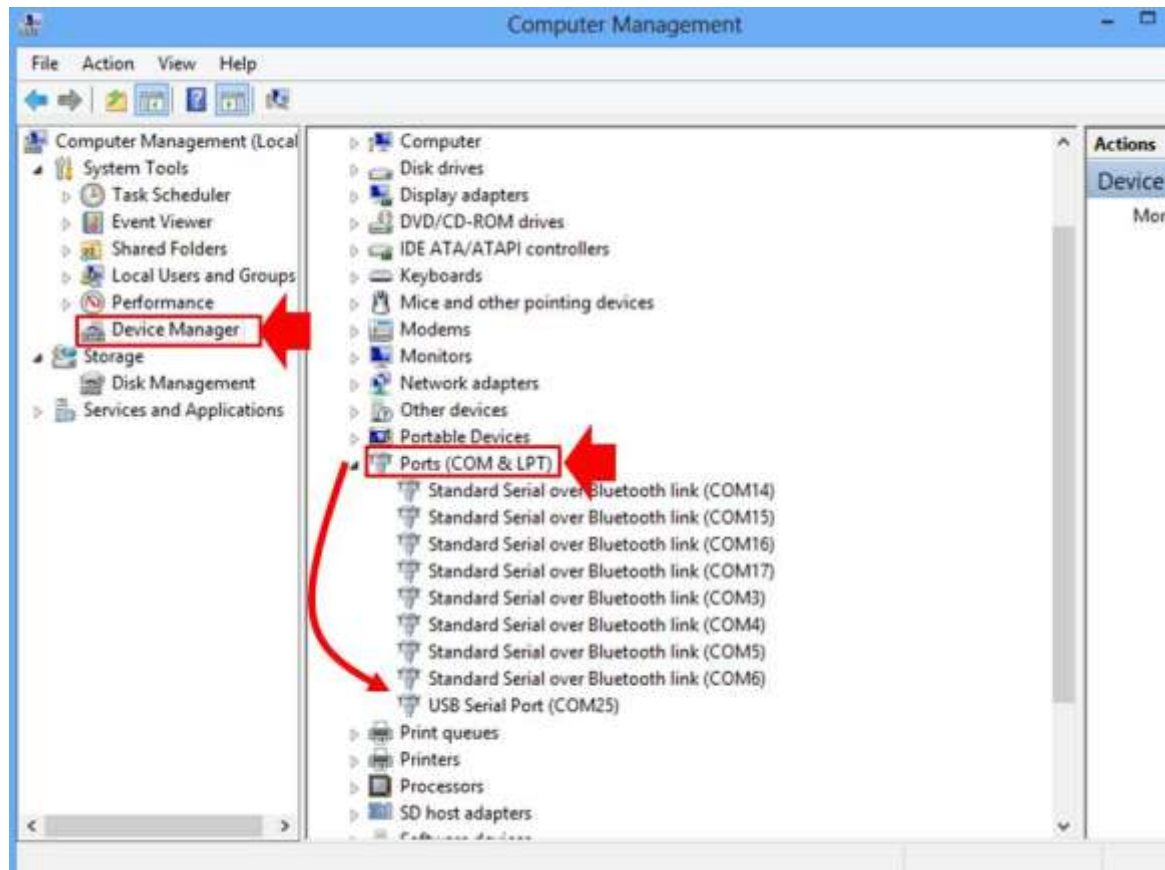 Computer Management
File Action View Help
Computer Management (Local
System Tools
Task Scheduler
Event Viewer
Shared Folders
Local Users and Groups
Performance
Device Manager
Storage
Disk Management
Services and Applications
Computer
Disk drives
Display adapters
DVD/CD-ROM drives
IDE ATA/ATAPI controllers
Keyboards
Mice and other pointing devices
Modems
Monitors
Network adapters
Other devices
Portable Devices
Ports (COM & LPT)
Standard Serial over Bluetooth link (COM14)
Standard Serial over Bluetooth link (COM15)
Standard Serial over Bluetooth link (COM16)
Standard Serial over Bluetooth link (COM17)
Standard Serial over Bluetooth link (COM3)
Standard Serial over Bluetooth link (COM4)
Standard Serial over Bluetooth link (COM5)
Standard Serial over Bluetooth link (COM6)
USB Serial Port (COM25)
Print queues
Printers
Processors
SD host adapters
Actions
Device
Mor